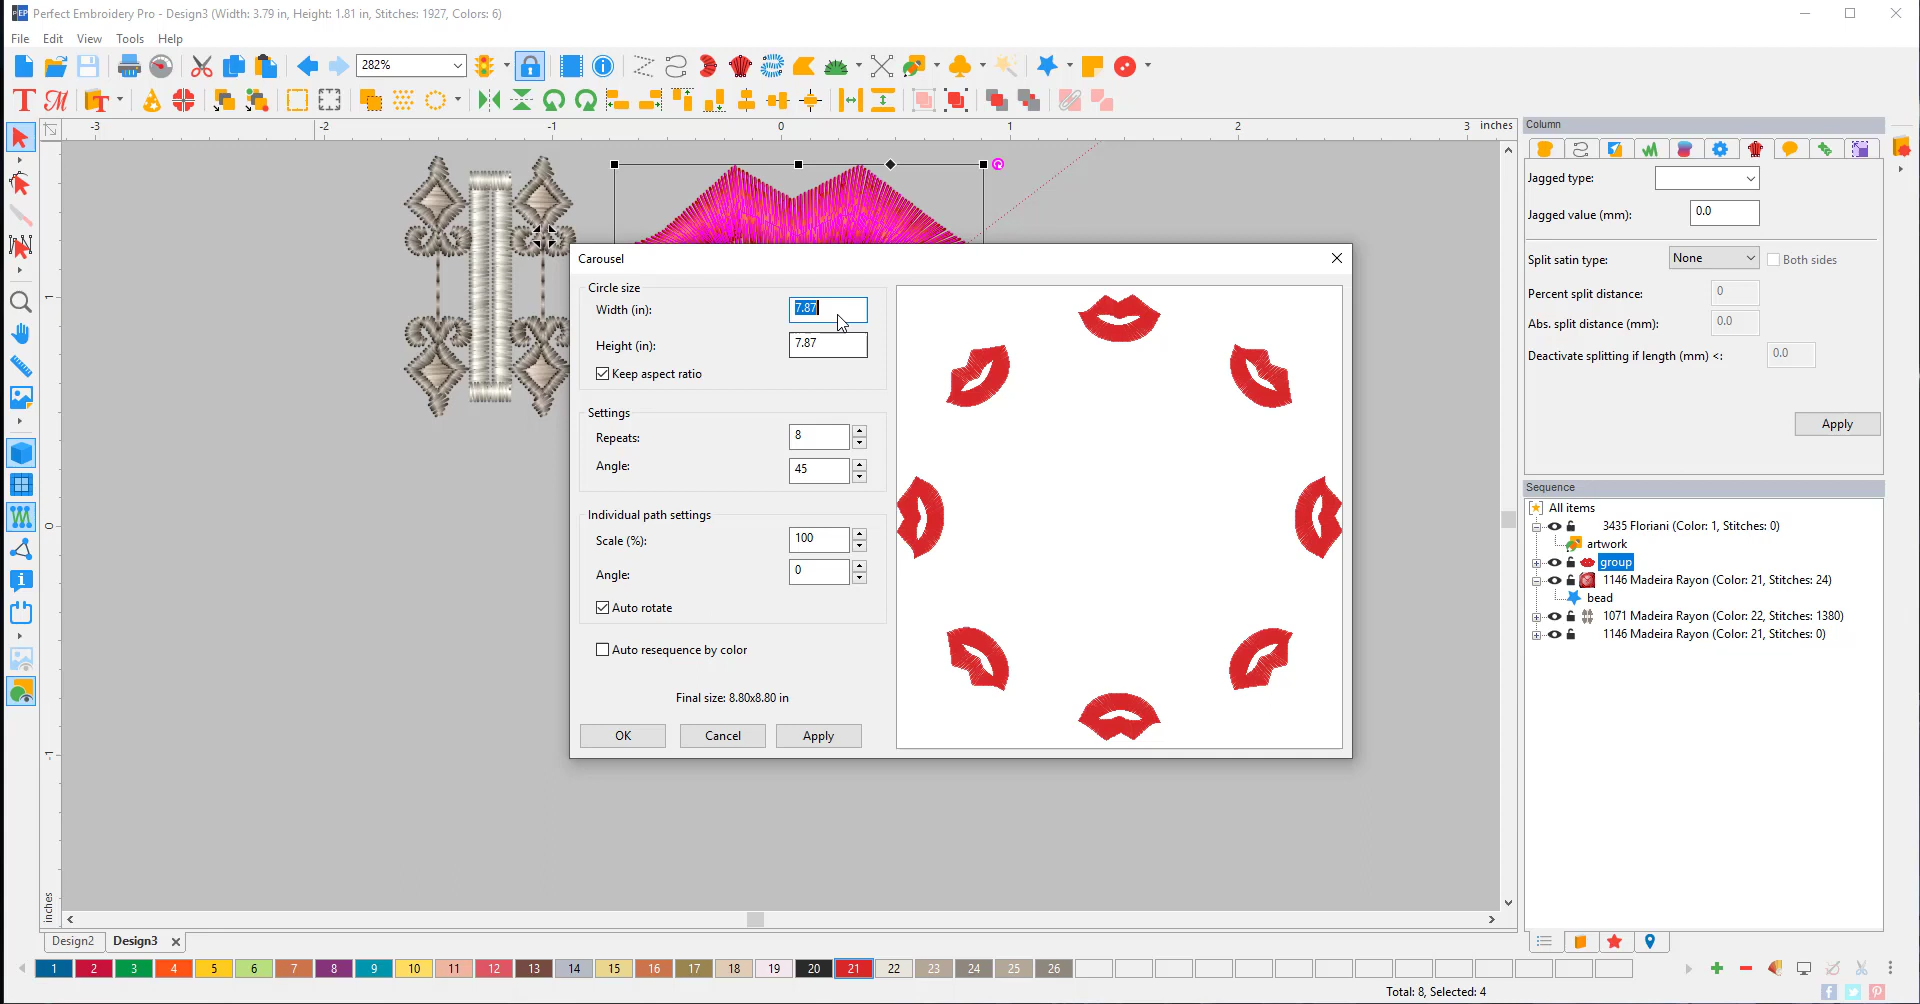 Perfect Embroidery Pro - Design3 (Width: 3.79 in, Height: 1.81 in, Stitches: 1927, Colors: 6)
File Edit View Tools Help
282%
-3 -2 -1 0 1 2 3 inches
1
0
-1
inches
Carousel
Circle size
Width (in): 7.87
Height (in): 7.87
Keep aspect ratio
Settings
Repeats: 8
Angle: 45
Individual path settings
Scale (%): 100
Angle: 0
Auto rotate
Auto resequence by color
Final size: 8.80x8.80 in
OK Cancel Apply
Column
Jagged type:
Jagged value (mm): 0.0
Split satin type: None Both sides
Percent split distance: 0
Abs. split distance (mm): 0.0
Deactivate splitting if length (mm) <: 0.0
Apply
Sequence
All items
3435 Floriani (Color: 1, Stitches: 0)
artwork
group
1146 Madeira Rayon (Color: 21, Stitches: 24)
bead
1071 Madeira Rayon (Color: 22, Stitches: 1380)
1146 Madeira Rayon (Color: 21, Stitches: 0)
Design2 Design3
1 2 3 4 5 6 7 8 9 10 11 12 13 14 15 16 17 18 19 20 21 22 23 24 25 26
Total: 8, Selected: 4